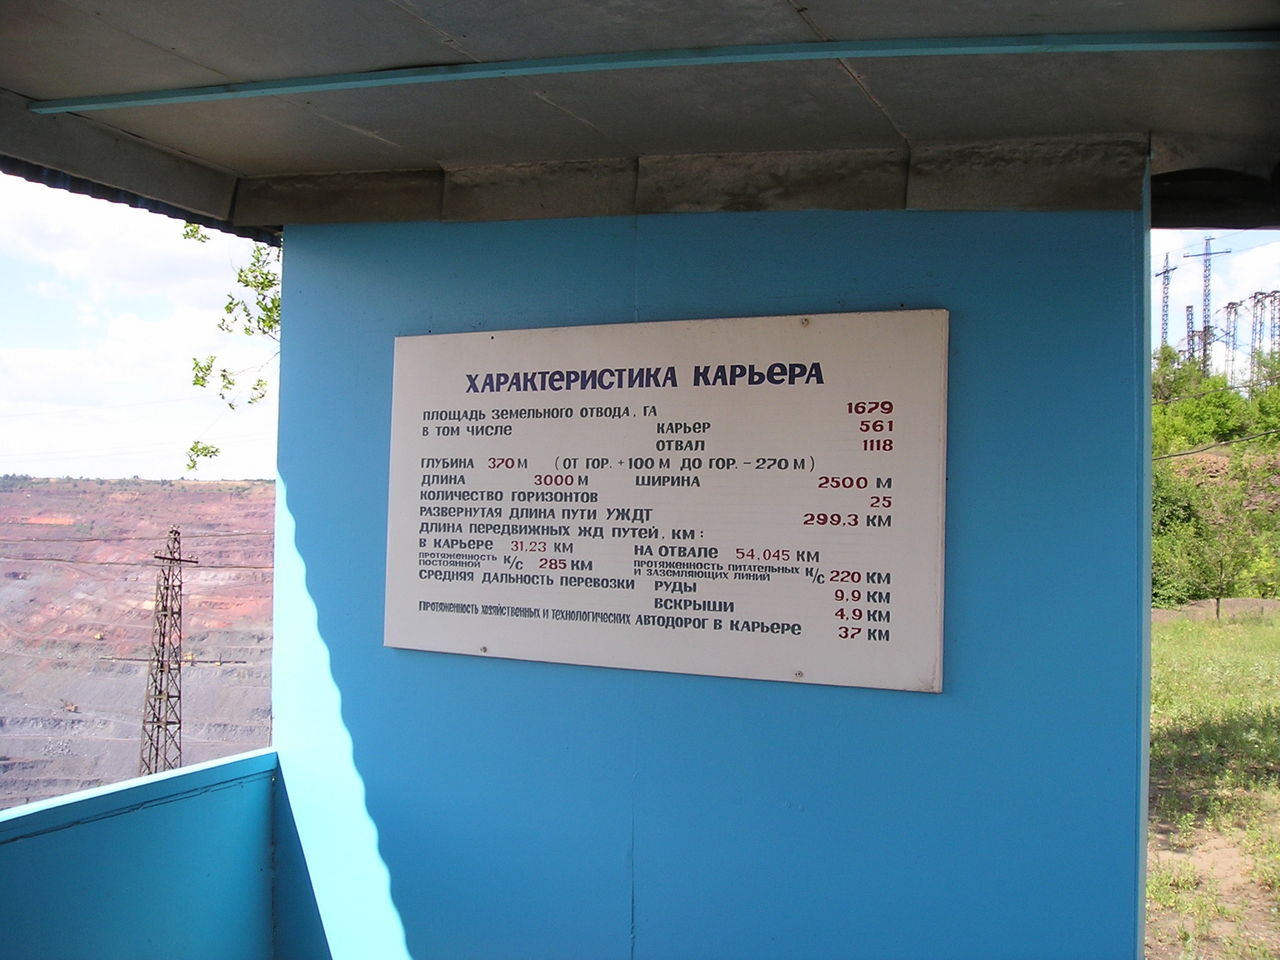 ХАРАКТЕРИСТИКА КАРЬЕРА
ПЛОЩАДЬ ЗЕМЕЛЬНОГО ОТВОДА, ГА 1679
В ТОМ ЧИСЛЕ КАРЬЕР 561
ОТВАЛ 1118
ГЛУБИНА 370 М (ОТ ГОР. +100 М ДО ГОР. -270 М)
ДЛИНА 3000 М ШИРИНА 2500 М
КОЛИЧЕСТВО ГОРИЗОНТОВ 25
РАЗВЕРНУТАЯ ДЛИНА ПУТИ УЖДТ 299,3 КМ
ДЛИНА ПЕРЕДВИЖНЫХ ЖД ПУТЕЙ, КМ:
В КАРЬЕРЕ 31,23 КМ НА ОТВАЛЕ 54,045 КМ
ПРОТЯЖЕННОСТЬ ПОСТОЯННОЙ К/С 285 КМ ПРОТЯЖЕННОСТЬ ПИТАТЕЛЬНЫХ И ЗАЗЕМЛЯЮЩИХ ЛИНИЙ К/С 220 КМ
СРЕДНЯЯ ДАЛЬНОСТЬ ПЕРЕВОЗКИ РУДЫ 9,9 КМ
ВСКРЫШИ 4,9 КМ
ПРОТЯЖЕННОСТЬ ХОЗЯЙСТВЕННЫХ И ТЕХНОЛОГИЧЕСКИХ АВТОДОРОГ В КАРЬЕРЕ 37 КМ